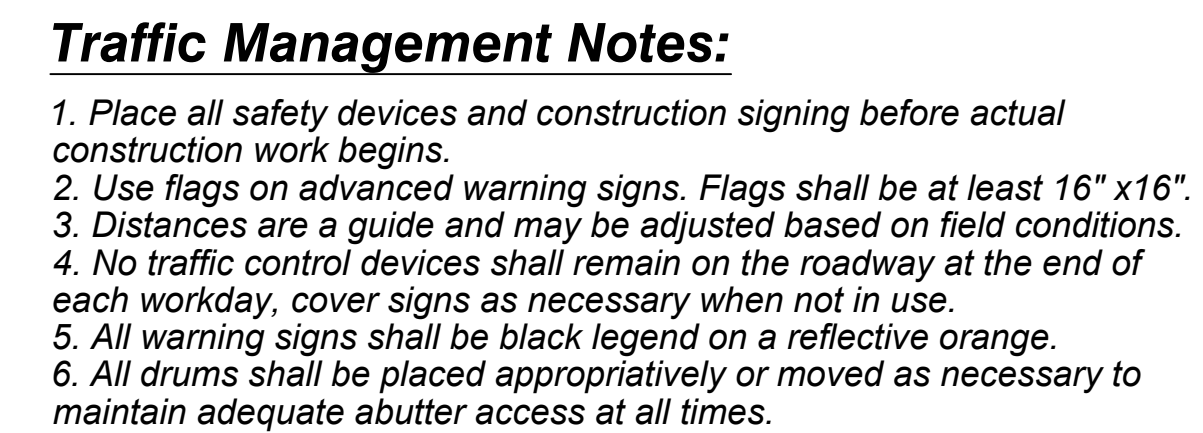 Traffic Management Notes:
1. Place all safety devices and construction signing before actual
construction work begins.
2. Use flags on advanced warning signs. Flags shall be at least 16" x16".
3. Distances are a guide and may be adjusted based on field conditions.
4. No traffic control devices shall remain on the roadway at the end of
each workday, cover signs as necessary when not in use.
5. All warning signs shall be black legend on a reflective orange.
6. All drums shall be placed appropriatively or moved as necessary to
maintain adequate abutter access at all times.